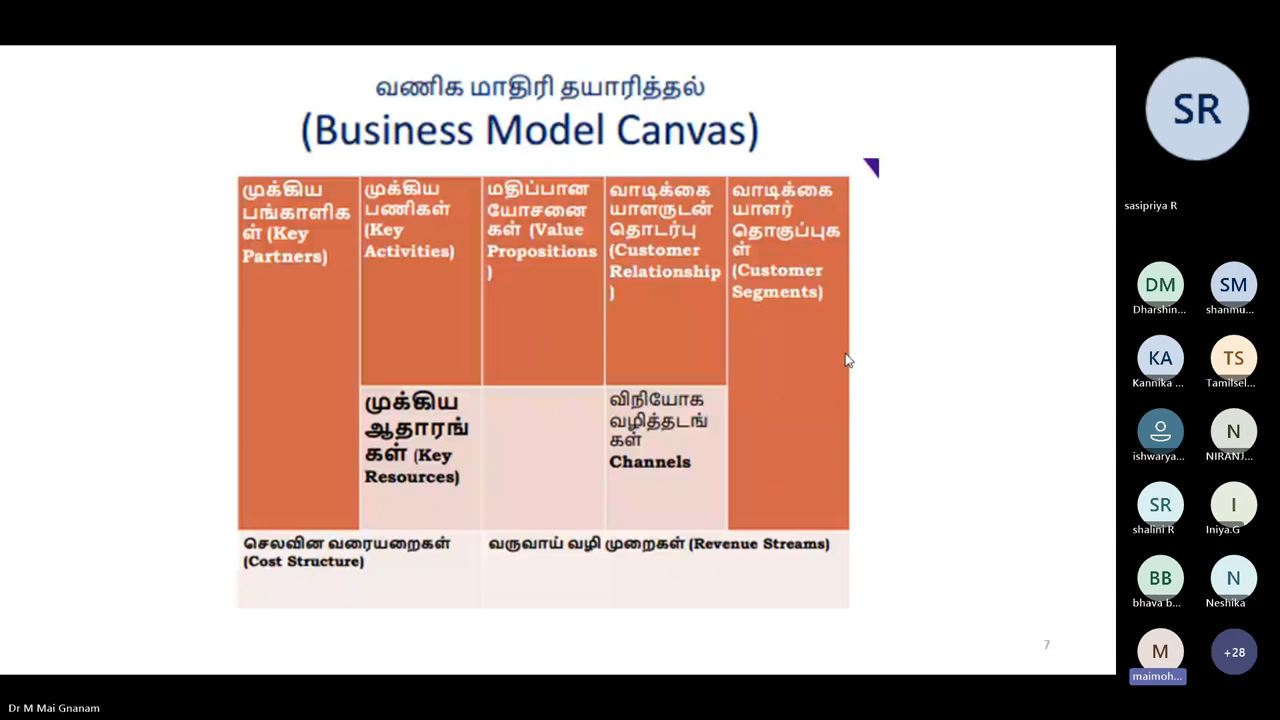 வணிக மாதிரி தயாரித்தல்
(Business Model Canvas)
முக்கிய
பங்காளிக
ள் (Key
Partners)
முக்கிய
பணிகள்
(Key
Activities)
மதிப்பான
யோசனை
கள் (Value
Propositions
)
வாடிக்கை
யாளருடன்
தொடர்பு
(Customer
Relationship
)
வாடிக்கை
யாளர்
தொகுப்புக
ள்
(Customer
Segments)
முக்கிய
ஆதாரங்
கள் (Key
Resources)
விநியோக
வழித்தடங்
கள்
Channels
செலவின வரையறைகள்
(Cost Structure)
வருவாய் வழி முறைகள் (Revenue Streams)
7
SR
sasipriya R
DM
SM
Dharshin...
shanmu...
KA
TS
Kannika ...
Tamilsel...
N
ishwarya...
NIRANJ...
SR
I
shalini R
Iniya.G
BB
N
bhava b...
Neshika
M
+28
maimoh...
Dr M Mai Gnanam